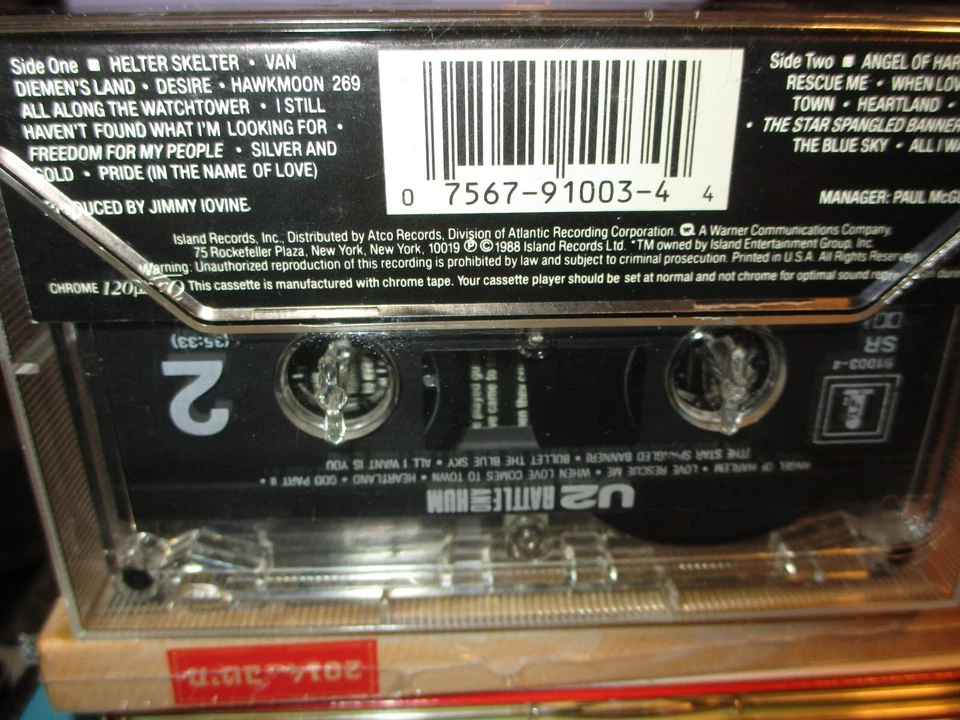 Side One ■ HELTER SKELTER • VAN
DIEMEN'S LAND • DESIRE • HAWKMOON 269
ALL ALONG THE WATCHTOWER • I STILL
HAVEN'T FOUND WHAT I'M LOOKING FOR •
FREEDOM FOR MY PEOPLE • SILVER AND
GOLD • PRIDE (IN THE NAME OF LOVE)
PRODUCED BY JIMMY IOVINE.
0 7567-91003-4 4
Side Two ■ ANGEL OF HAR
RESCUE ME • WHEN LOV
TOWN • HEARTLAND •
• THE STAR SPANGLED BANNER
THE BLUE SKY • ALL I WA
MANAGER: PAUL McG
Island Records, Inc.; Distributed by Atco Records, Division of Atlantic Recording Corporation. A Warner Communications Company.
75 Rockefeller Plaza, New York, New York, 10019 ℗ © 1988 Island Records Ltd. *TM owned by Island Entertainment Group, Inc.
Warning: Unauthorized reproduction of this recording is prohibited by law and subject to criminal prosecution. Printed in U.S.A. All Rights Reserved
CHROME 120µ EQ This cassette is manufactured with chrome tape. Your cassette player should be set at normal and not chrome for optimal sound
U2 RATTLE AND HUM
ANGEL OF HARLEM • LOVE RESCUE ME • WHEN LOVE COMES TO TOWN • HEARTLAND • GOD PART II •
(THE STAR SPANGLED BANNER) • BULLET THE BLUE SKY • ALL I WANT IS YOU
2
(35:33)
91003-4
SR